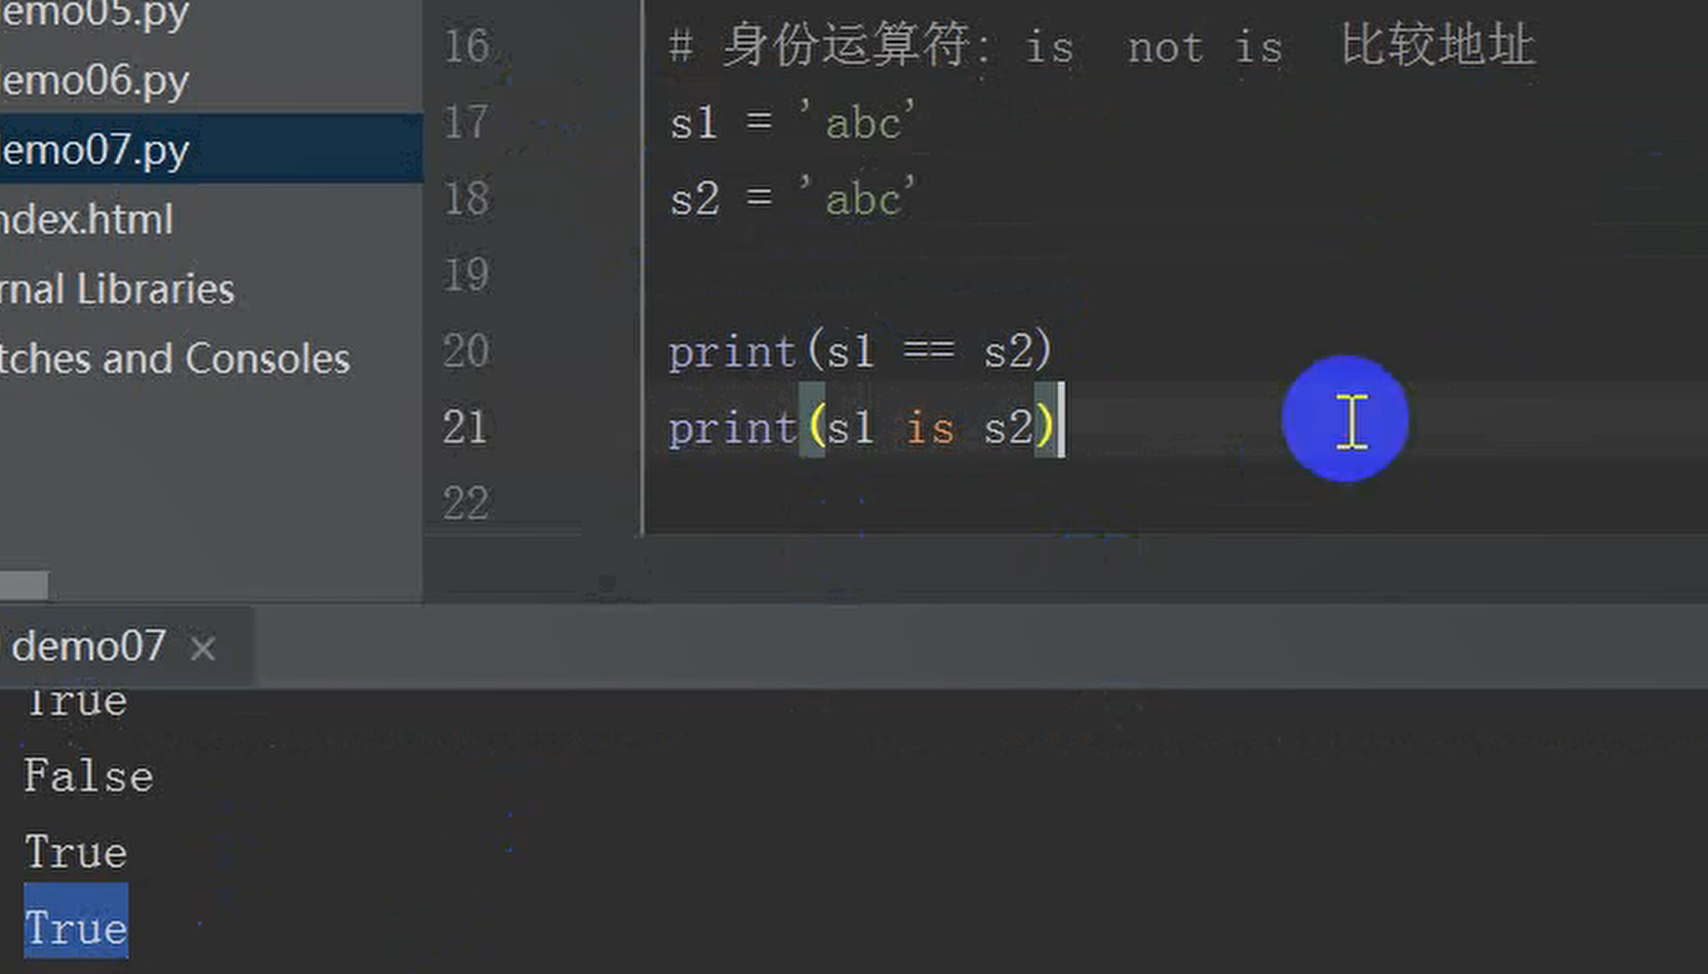 emo05.py
emo06.py
demo07.py
ndex.html
rnal Libraries
tches and Consoles
16 # 身份运算符: is not is 比较地址
17 s1 = 'abc'
18 s2 = 'abc'
19
20 print(s1 == s2)
21 print(s1 is s2)
22
demo07 ×
True
False
True
True